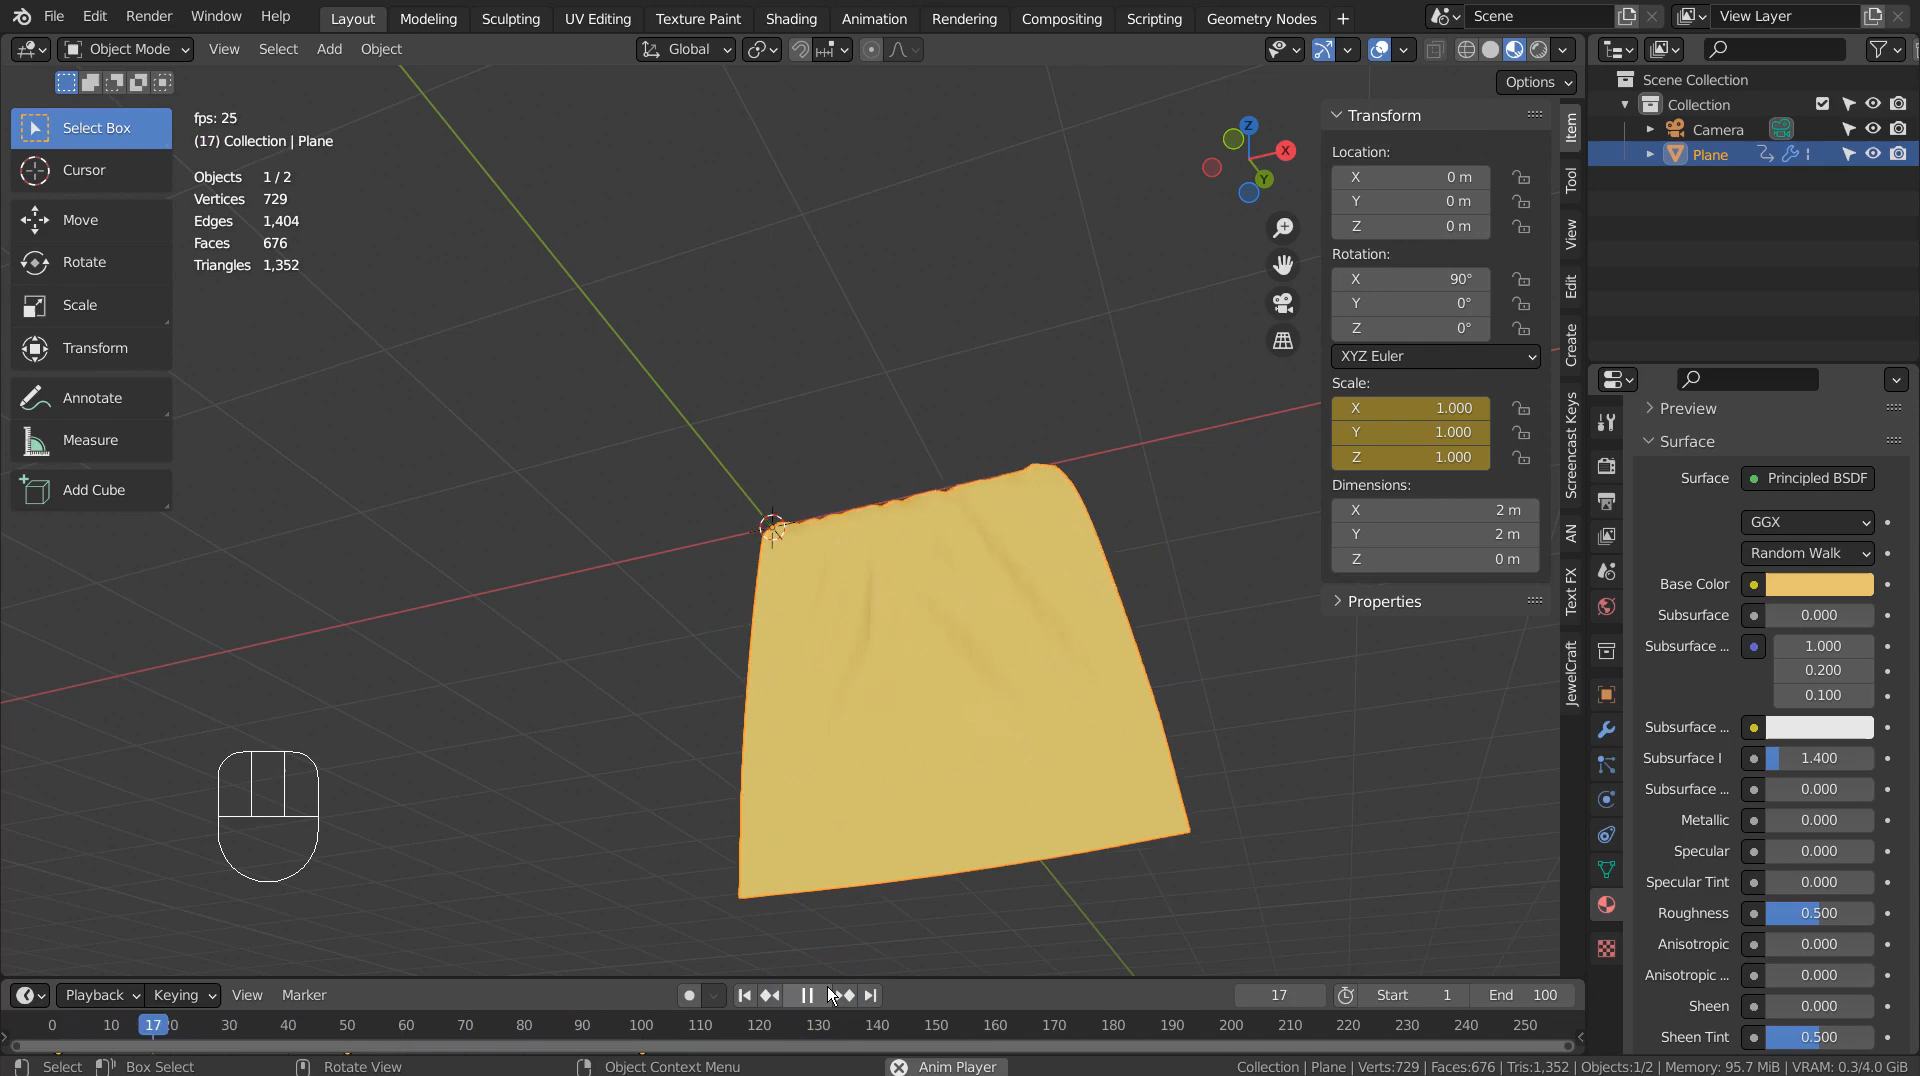 File Edit Render Window Help Layout Modeling Sculpting UV Editing Texture Paint Shading Animation Rendering Compositing Scripting Geometry Nodes + Scene View Layer
Object Mode View Select Add Object Global
Options
Select Box
Cursor
Move
Rotate
Scale
Transform
Annotate
Measure
Add Cube
fps: 25
(17) Collection | Plane
Objects 1 / 2
Vertices 729
Edges 1,404
Faces 676
Triangles 1,352
Z
X
Y
Transform
Location:
X 0 m
Y 0 m
Z 0 m
Rotation:
X 90°
Y 0°
Z 0°
XYZ Euler
Scale:
X 1.000
Y 1.000
Z 1.000
Dimensions:
X 2 m
Y 2 m
Z 0 m
Properties
Item
Tool
View
Edit
Create
Screencast Keys
AN
Text FX
JewelCraft
Scene Collection
Collection
Camera
Plane
Preview
Surface
Surface Principled BSDF
GGX
Random Walk
Base Color
Subsurface 0.000
Subsurface ... 1.000
0.200
0.100
Subsurface ...
Subsurface I 1.400
Subsurface ... 0.000
Metallic 0.000
Specular 0.000
Specular Tint 0.000
Roughness 0.500
Anisotropic 0.000
Anisotropic ... 0.000
Sheen 0.000
Sheen Tint 0.500
Playback Keying View Marker 17 Start 1 End 100
0 10 17 20 30 40 50 60 70 80 90 100 110 120 130 140 150 160 170 180 190 200 210 220 230 240 250
Select Box Select Rotate View Object Context Menu Anim Player Collection | Plane | Verts:729 | Faces:676 | Tris:1,352 | Objects:1/2 | Memory: 95.7 MiB | VRAM: 0.3/4.0 GiB